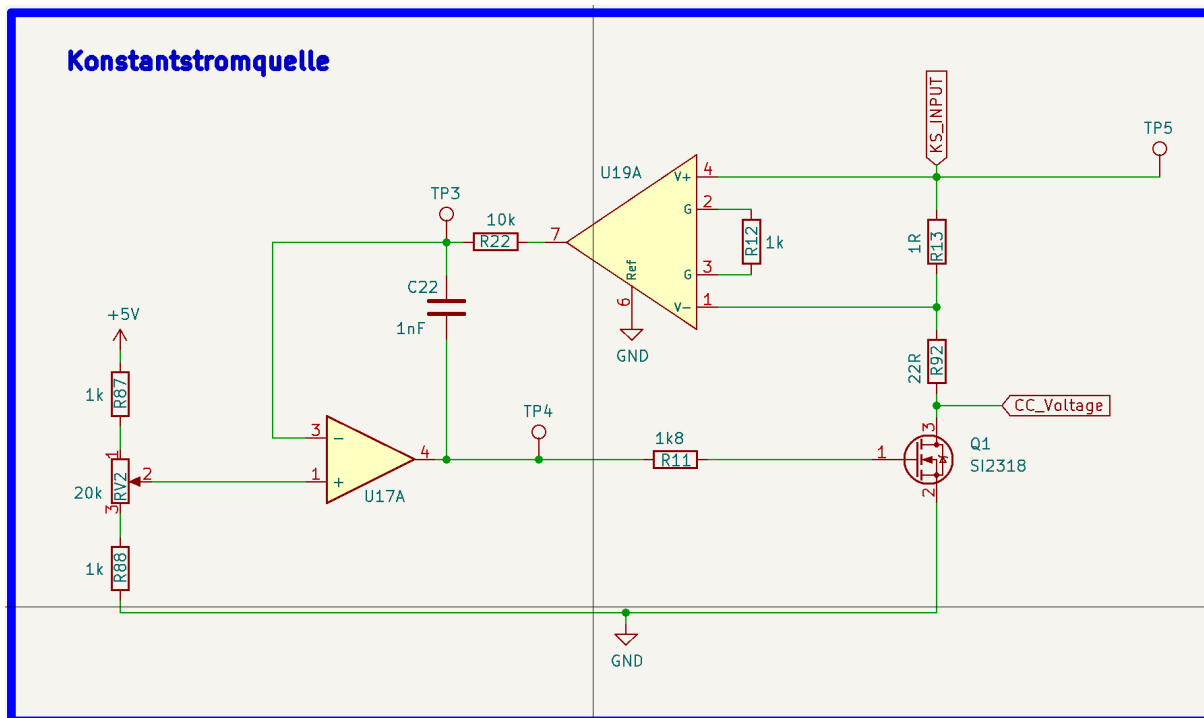 Konstantstromquelle
KS_INPUT
TP5
U19A
V+
4
G
2
R12
1k
G
3
V-
1
Ref
6
GND
7
10k
R22
TP3
C22
1nF
1R
R13
22R
R92
CC_Voltage
+5V
1k
R87
1
20k
RV2
2
3
1k
R88
3
-
1
+
4
U17A
TP4
1k8
R11
1
3
2
Q1
SI2318
GND